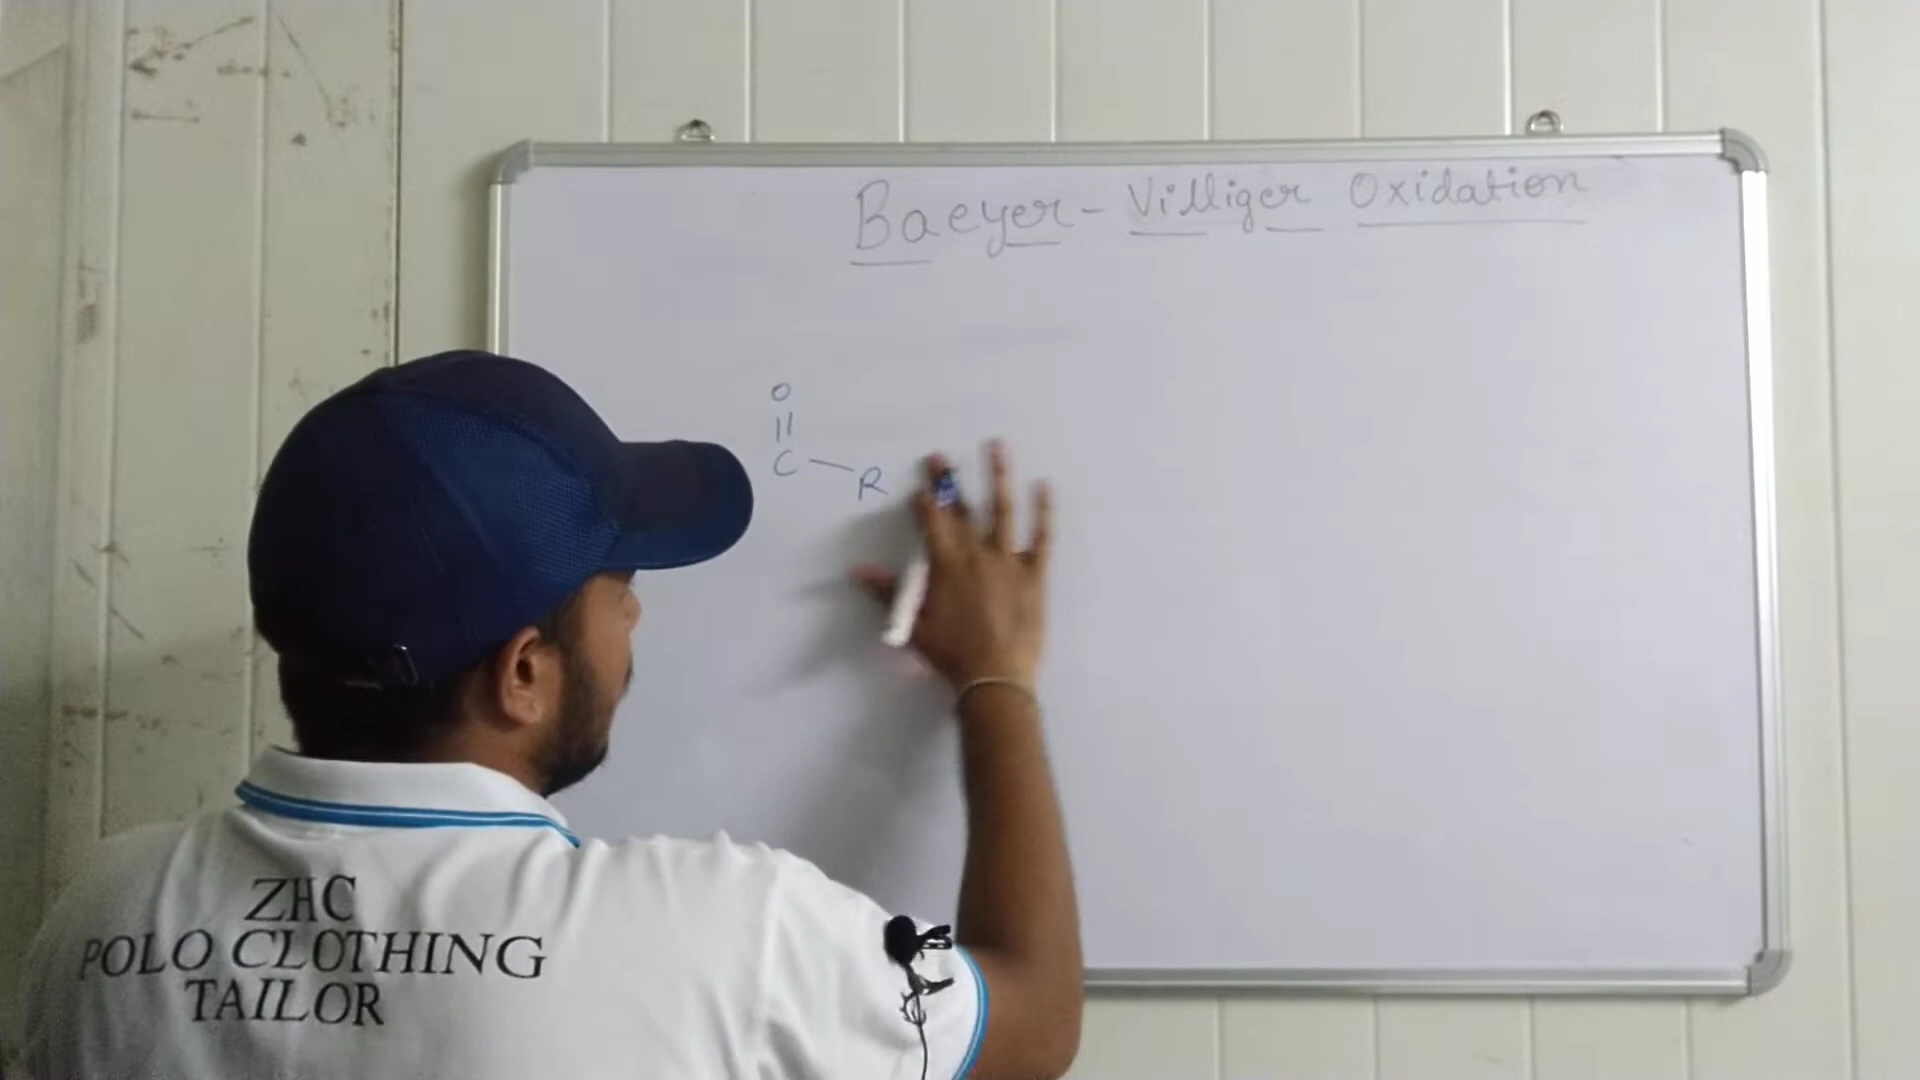 Baeyer - Villiger Oxidation
O
||
C — R
ZHC
POLO CLOTHING
TAILOR